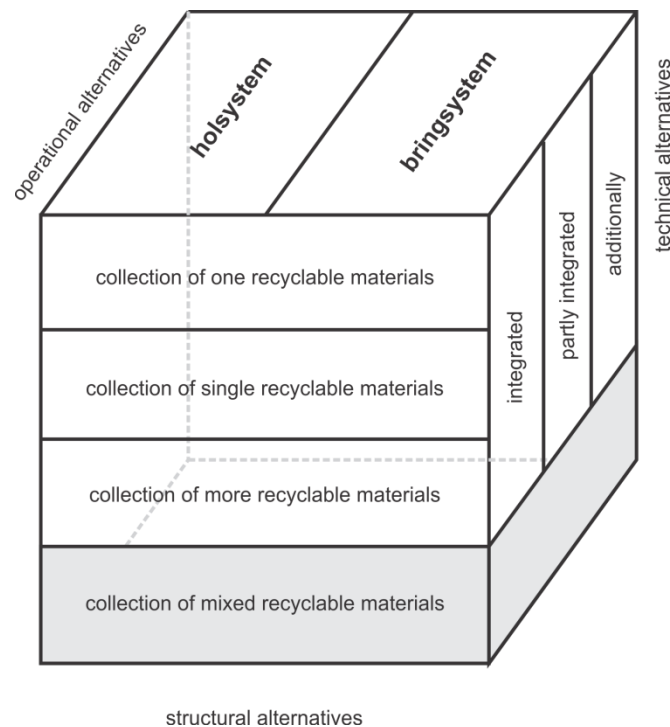 operational alternatives
holsystem
bringsystem
technical alternatives
collection of one recyclable materials
collection of single recyclable materials
collection of more recyclable materials
collection of mixed recyclable materials
integrated
partly integrated
additionally
structural alternatives